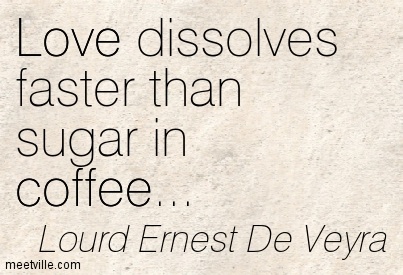 Love dissolves
faster than
sugar in
coffee...
Lourd Ernest De Veyra
meetville.com